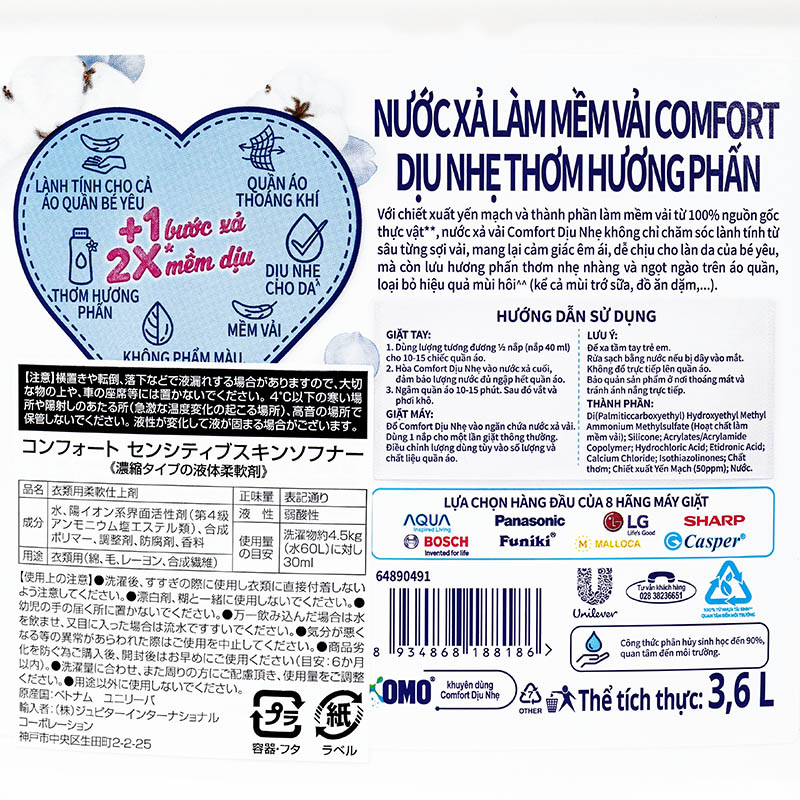 LÀNH TÍNH CHO CẢ
ÁO QUẦN BÉ YÊU
QUẦN ÁO
THOÁNG KHÍ
+1 bước xả
2X* mềm dịu
THƠM HƯƠNG
PHẤN
DỊU NHẸ
CHO DA^
MỀM VẢI
KHÔNG PHẨM MÀU
【注意】横置きや転倒、落下などで液漏れする場合がありますので、大切
な物の上や、車の座席等には置かないでください。4℃以下の寒い場
所や陽射しのあたる所（急激な温度変化の起こる場所）、高音の場所で
保管しないでください。液性が変化して液が固まる場合がございます。
コンフォート センシティブスキンソフナー
《濃縮タイプの液体柔軟剤》
品名 衣類用柔軟仕上剤
成分 水、陽イオン系界面活性剤（第4級
アンモニウム塩エステル類）、合成
ポリマー、調整剤、防腐剤、香料
用途 衣類用（綿、毛、レーヨン、合成繊維）
正味量 表記通り
液 性 弱酸性
使用量
の目安
洗濯物約4.5kg
（水60L）に対し
30ml
【使用上の注意】●洗濯後、すすぎの際に使用し衣類に直接付着しない
よう注意してください。●漂白剤、糊と一緒に使用しないでください。●
幼児の手の届く所に置かないでください。●万一飲み込んだ場合は水
を飲ませ、又目に入った場合は流水ですすいでください。●気分が悪く
なる等の異常があらわれた際はご使用を中止してください。●商品劣
化を防ぐ為ご購入後、開封後はお早めにご使用ください（目安：6か月
以内）。●洗濯量に合わせ、また周りの方にご配慮頂き、使用量をご調整
ください。●用途以外に使用しないでください。
原産国：ベトナム ユニリーバ
輸入者：（株）ジュピターインターナショナル
コーポレーション
神戸市中央区生田町2-2-25
プラ
容器・フタ
紙
ラベル
NƯỚC XẢ LÀM MỀM VẢI COMFORT
DỊU NHẸ THƠM HƯƠNG PHẤN
Với chiết xuất yến mạch và thành phần làm mềm vải từ 100% nguồn gốc
thực vật**, nước xả vải Comfort Dịu Nhẹ không chỉ chăm sóc lành tính từ
sâu từng sợi vải, mang lại cảm giác êm ái, dễ chịu cho làn da của bé yêu,
mà còn lưu hương phấn thơm nhẹ nhàng và ngọt ngào trên áo quần,
loại bỏ hiệu quả mùi hôi^^ (kể cả mùi trớ sữa, đồ ăn dặm,...).
HƯỚNG DẪN SỬ DỤNG
GIẶT TAY:
1. Dùng lượng tương đương ½ nắp (nắp 40 ml)
cho 10-15 chiếc quần áo.
2. Hòa Comfort Dịu Nhẹ vào nước xả cuối,
đảm bảo lượng nước đủ ngập hết quần áo.
3. Ngâm quần áo 10-15 phút. Sau đó vắt và
phơi khô.
GIẶT MÁY:
Đổ Comfort Dịu Nhẹ vào ngăn chứa nước xả vải.
Dùng 1 nắp cho một lần giặt thông thường.
Điều chỉnh lượng dùng tùy vào số lượng và
chất liệu quần áo.
LƯU Ý:
Để xa tầm tay trẻ em.
Rửa sạch bằng nước nếu bị dây vào mắt.
Không đổ trực tiếp lên quần áo.
Bảo quản sản phẩm ở nơi thoáng mát và
tránh ánh nắng trực tiếp.
THÀNH PHẦN:
Di(Palmiticcarboxyethyl) Hydroxyethyl Methyl
Ammonium Methylsulfate (Hoạt chất làm
mềm vải); Silicone; Acrylates/Acrylamide
Copolymer; Hydrochloric Acid; Etidronic Acid;
Calcium Chloride; Isothiazolinones; Chất
thơm; Chiết xuất Yến Mạch (50ppm); Nước.
LỰA CHỌN HÀNG ĐẦU CỦA 8 HÃNG MÁY GIẶT
AQUA
Inspired Living
Panasonic
LG
Life's Good
SHARP
BOSCH
Invented for life
Funiki
M MALLOCA
Casper
64890491
8 934868 188186
Unilever
Tư vấn khách hàng
028 38236651
100% TỪ NHỰA TÁI SINH**
QUAN TÂM ĐẾN MÔI TRƯỜNG
Công thức phân hủy sinh học đến 90%,
quan tâm đến môi trường.
OMO
khuyên dùng
Comfort Dịu Nhẹ
7
OTHER
Thể tích thực: 3,6 L